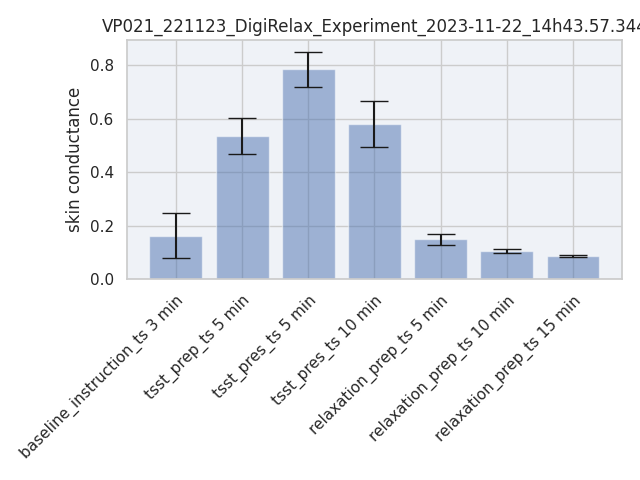 VP021_221123_DigiRelax_Experiment_2023-11-22_14h43.57.344
0.8
0.6
0.4
0.2
0.0
skin conductance
baseline_instruction_ts 3 min
tsst_prep_ts 5 min
tsst_pres_ts 5 min
tsst_pres_ts 10 min
relaxation_prep_ts 5 min
relaxation_prep_ts 10 min
relaxation_prep_ts 15 min